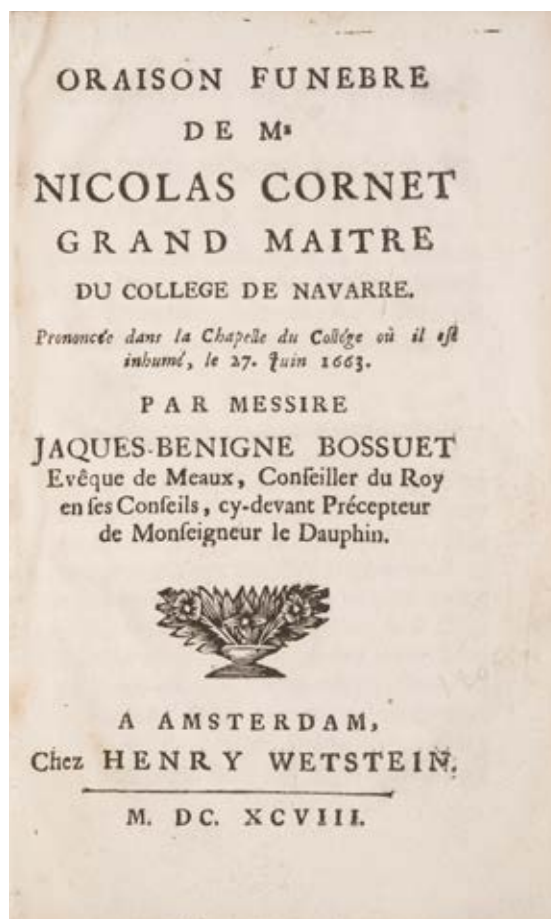 ORAISON FUNEBRE
DE Mr
NICOLAS CORNET
GRAND MAITRE
DU COLLEGE DE NAVARRE.
Prononcée dans la Chapelle du Collége où il eſt
inhumé, le 27. Juin 1663.
PAR MESSIRE
JAQUES-BENIGNE BOSSUET
Evêque de Meaux, Conſeiller du Roy
en ſes Conſeils, cy-devant Précepteur
de Monſeigneur le Dauphin.
A AMSTERDAM,
Chez HENRY WETSTEIN.
M. DC. XCVIII.